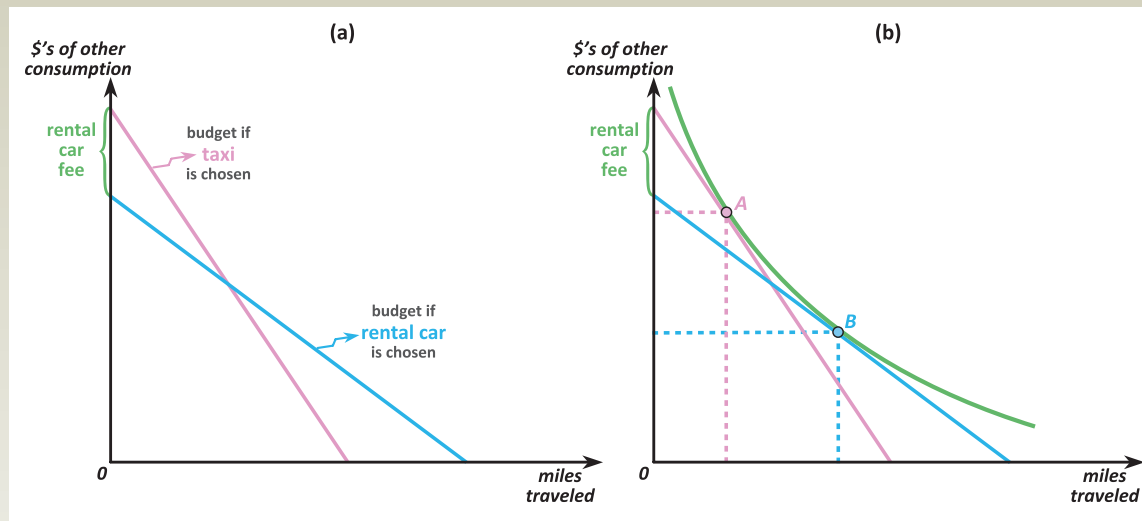 (a)
$'s of other
consumption
rental
car
fee
budget if
taxi
is chosen
budget if
rental car
is chosen
0
miles
traveled
(b)
$'s of other
consumption
rental
car
fee
A
B
0
miles
traveled